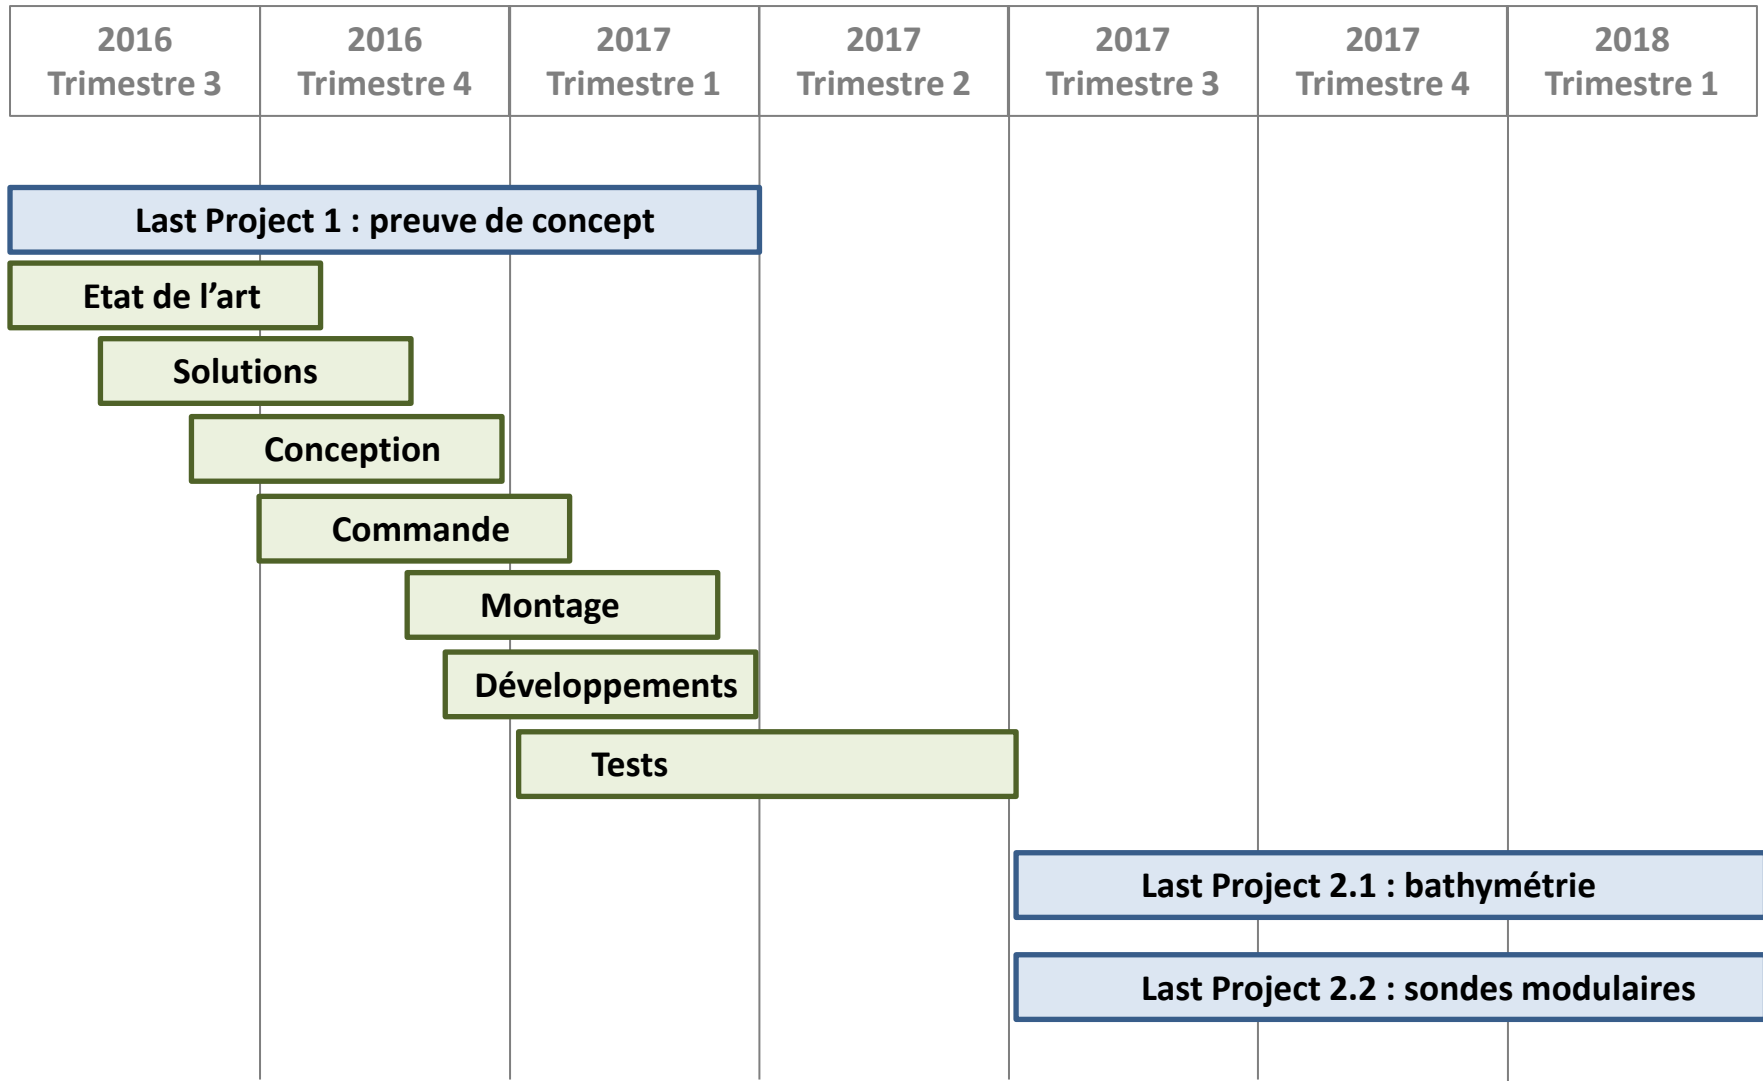 2016
Trimestre 3
2016
Trimestre 4
2017
Trimestre 1
2017
Trimestre 2
2017
Trimestre 3
2017
Trimestre 4
2018
Trimestre 1
Last Project 1 : preuve de concept
Etat de l’art
Solutions
Conception
Commande
Montage
Développements
Tests
Last Project 2.1 : bathymétrie
Last Project 2.2 : sondes modulaires